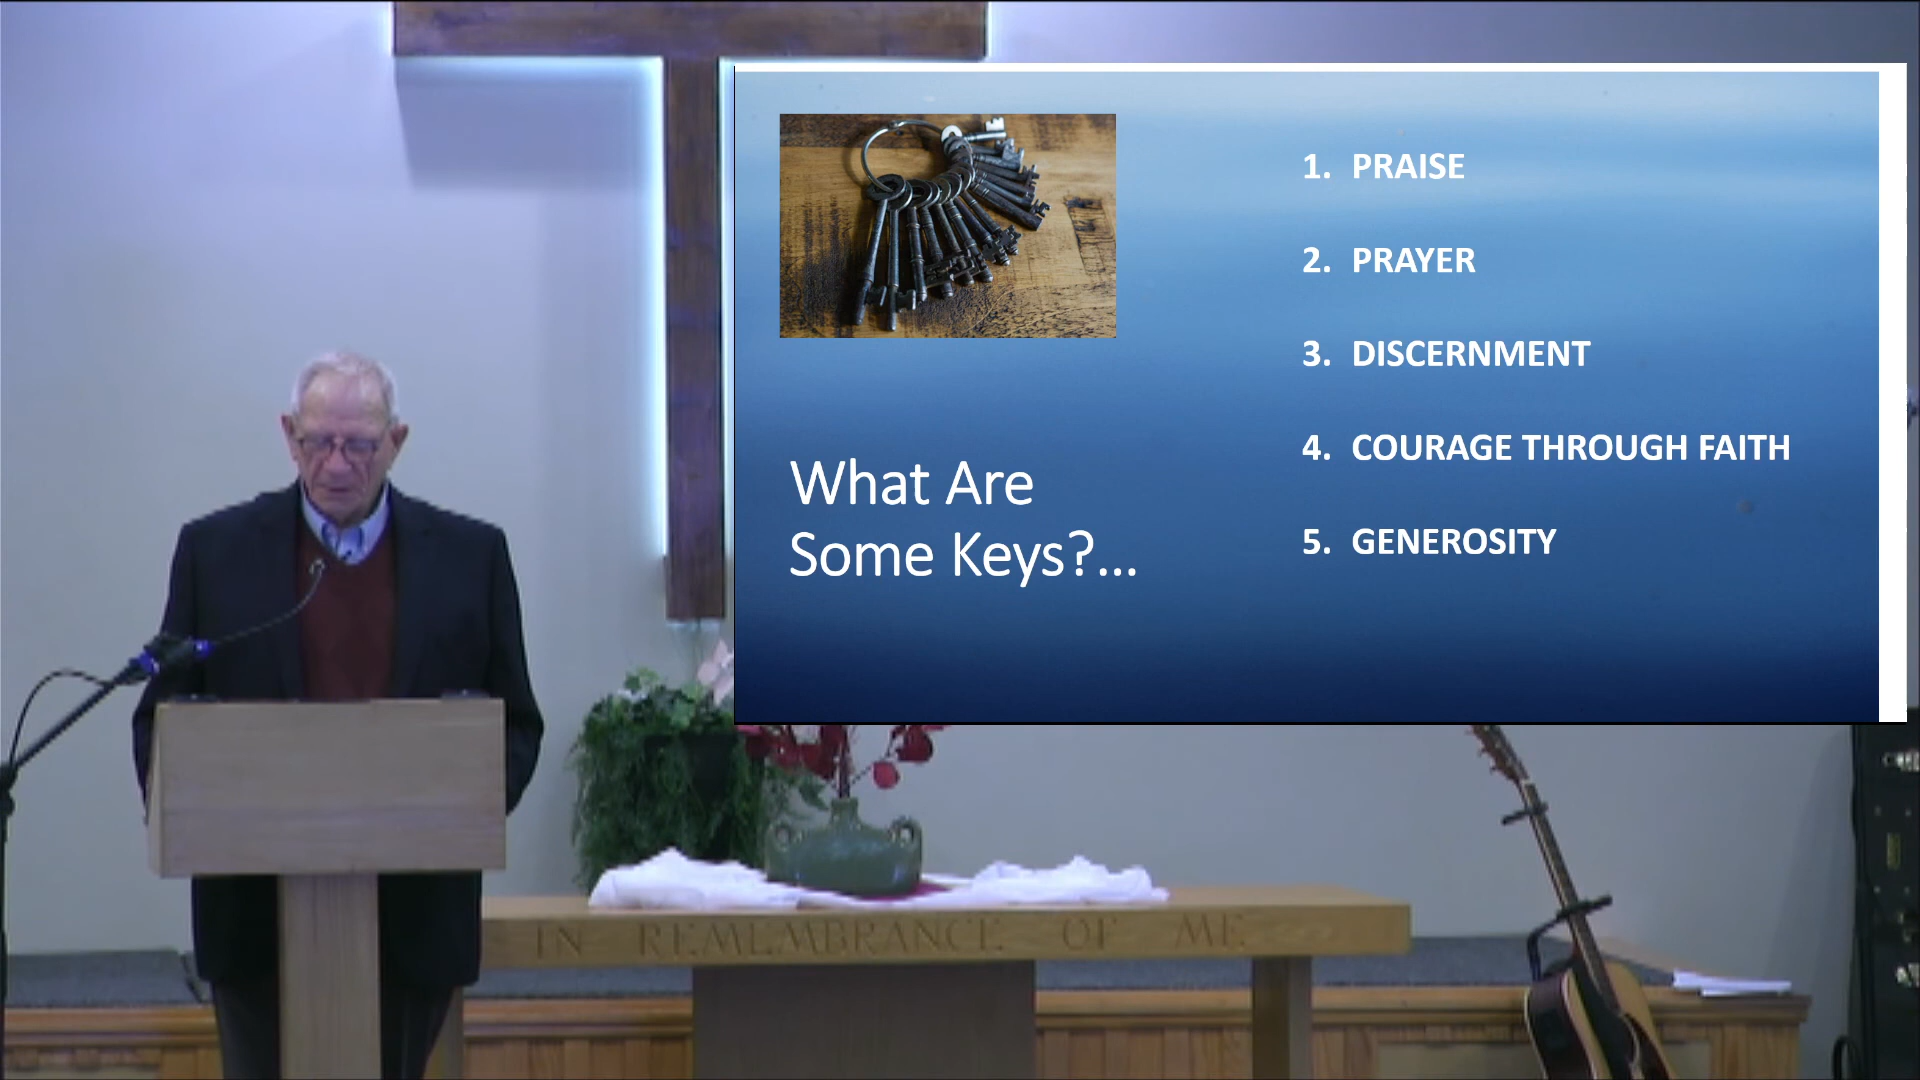 What Are
Some Keys?...
1. PRAISE
2. PRAYER
3. DISCERNMENT
4. COURAGE THROUGH FAITH
5. GENEROSITY
IN REMEMBRANCE OF ME